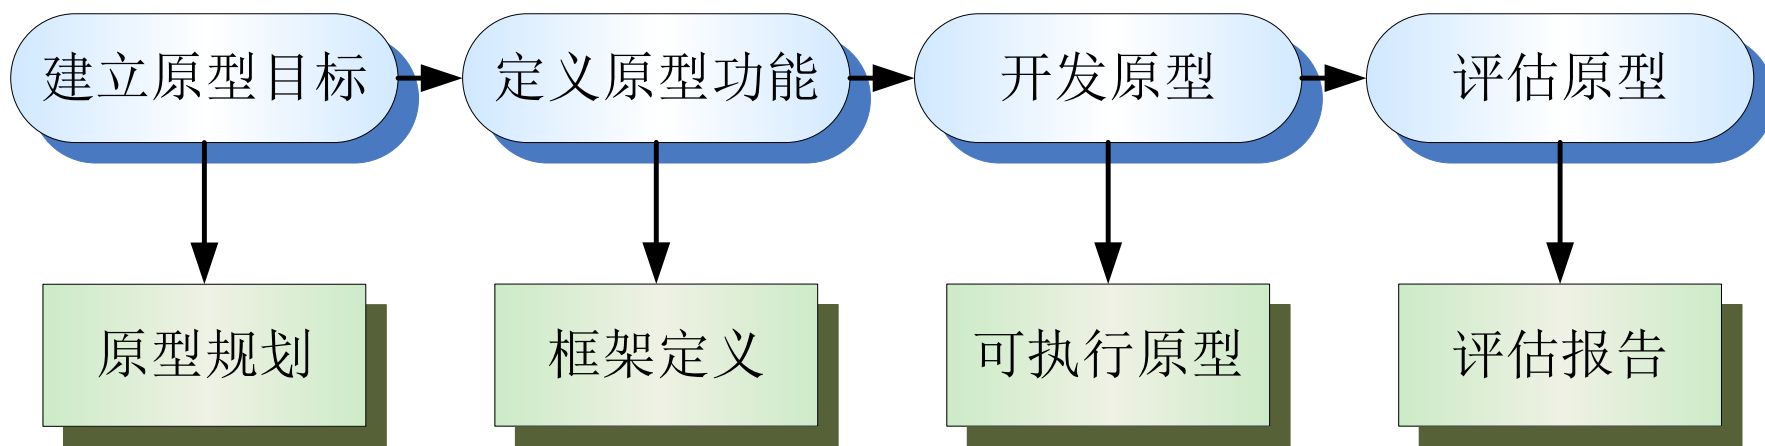 建立原型目标
定义原型功能
开发原型
评估原型
原型规划
框架定义
可执行原型
评估报告